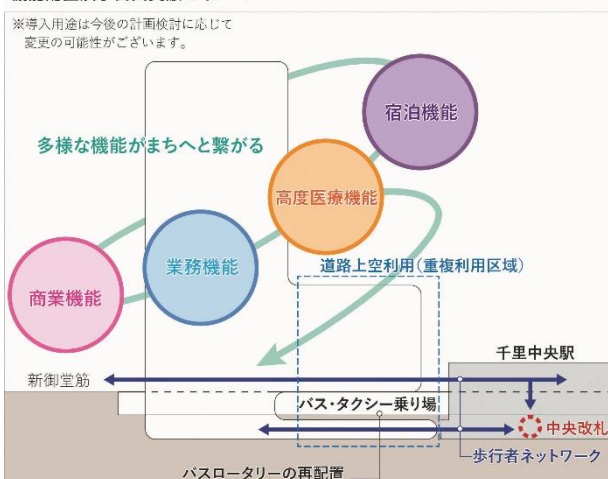 ※導入用途は今後の計画検討に応じて
変更の可能性がございます。
宿泊機能
多様な機能がまちへと繋がる
高度医療機能
業務機能
道路上空利用(重複利用区域)
商業機能
千里中央駅
新御堂筋
バス・タクシー乗り場
中央改札
歩行者ネットワーク
バスロータリーの再配置